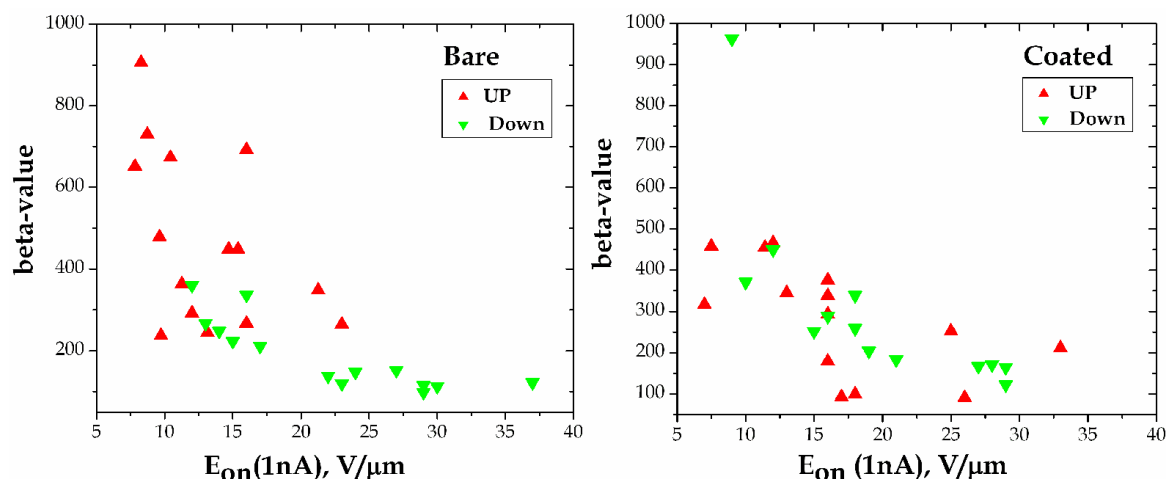 1000
800
600
400
200
beta-value
Bare
UP
Down
5 10 15 20 25 30 35 40
Eon(1nA), V/μm
1000
900
800
700
600
500
400
300
200
100
beta-value
Coated
UP
Down
5 10 15 20 25 30 35 40
Eon (1nA), V/μm